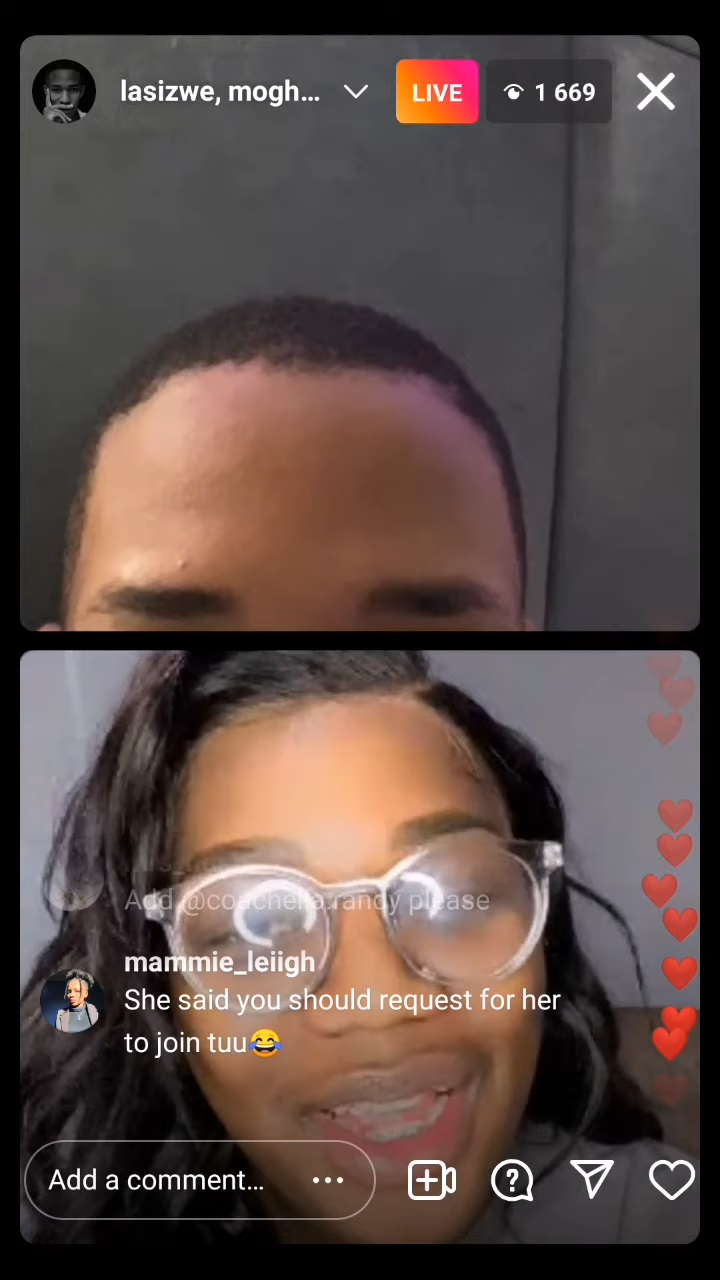 lasizwe, mogh...
LIVE
1 669
Add @coachella.randy please
mammie_leiigh
She said you should request for her
to join tuu😂
Add a comment...